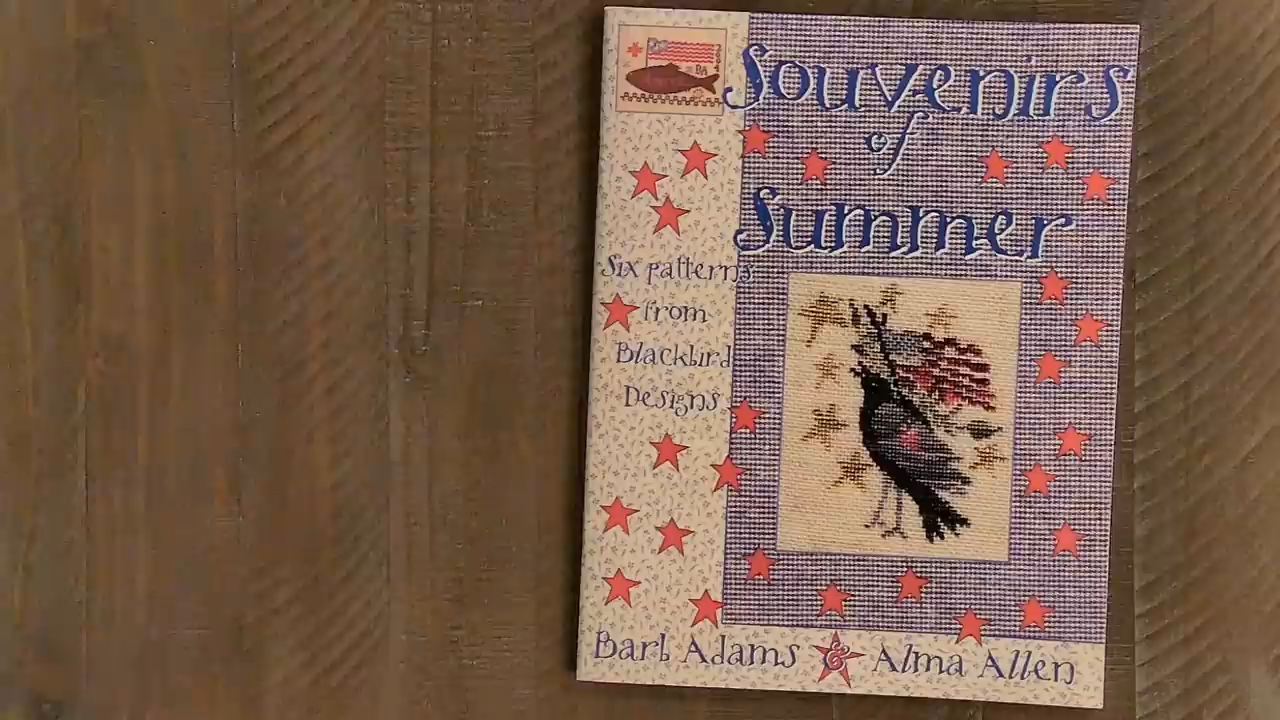 Souvenirs
of
Summer
Six patterns
from
Blackbird
Designs
Barb Adams & Alma Allen